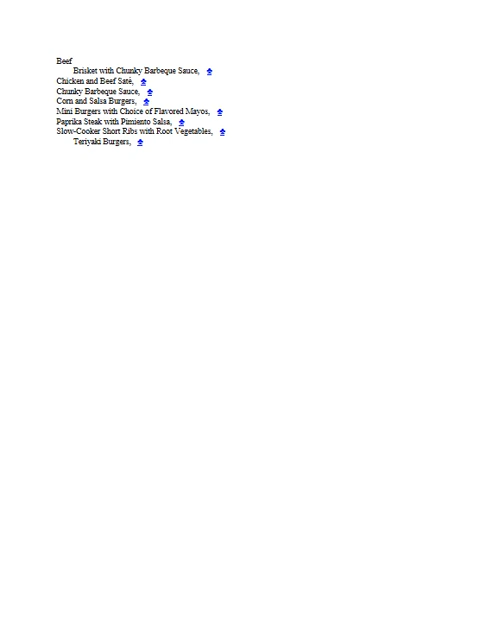 Beef
Brisket with Chunky Barbeque Sauce, ♣
Chicken and Beef Saté, ♣
Chunky Barbeque Sauce, ♣
Corn and Salsa Burgers, ♣
Mini Burgers with Choice of Flavored Mayos, ♣
Paprika Steak with Pimiento Salsa, ♣
Slow-Cooker Short Ribs with Root Vegetables, ♣
Teriyaki Burgers, ♣